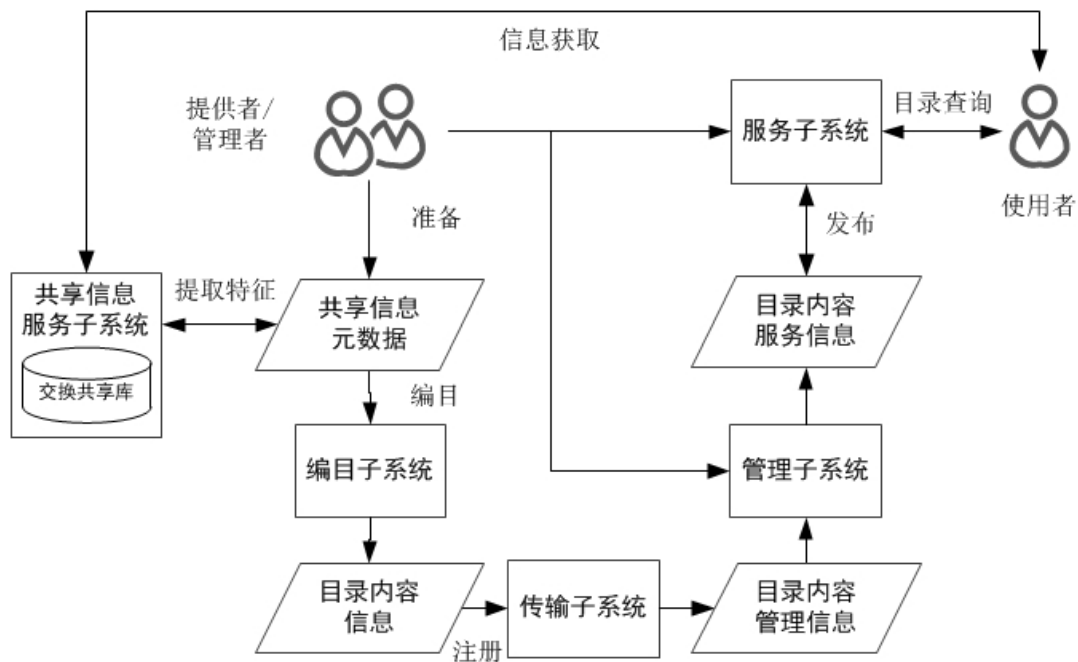 信息获取
提供者/
管理者
服务子系统
目录查询
使用者
准备
发布
共享信息
服务子系统
交换共享库
提取特征
共享信息
元数据
目录内容
服务信息
编目
编目子系统
管理子系统
目录内容
信息
注册
传输子系统
目录内容
管理信息